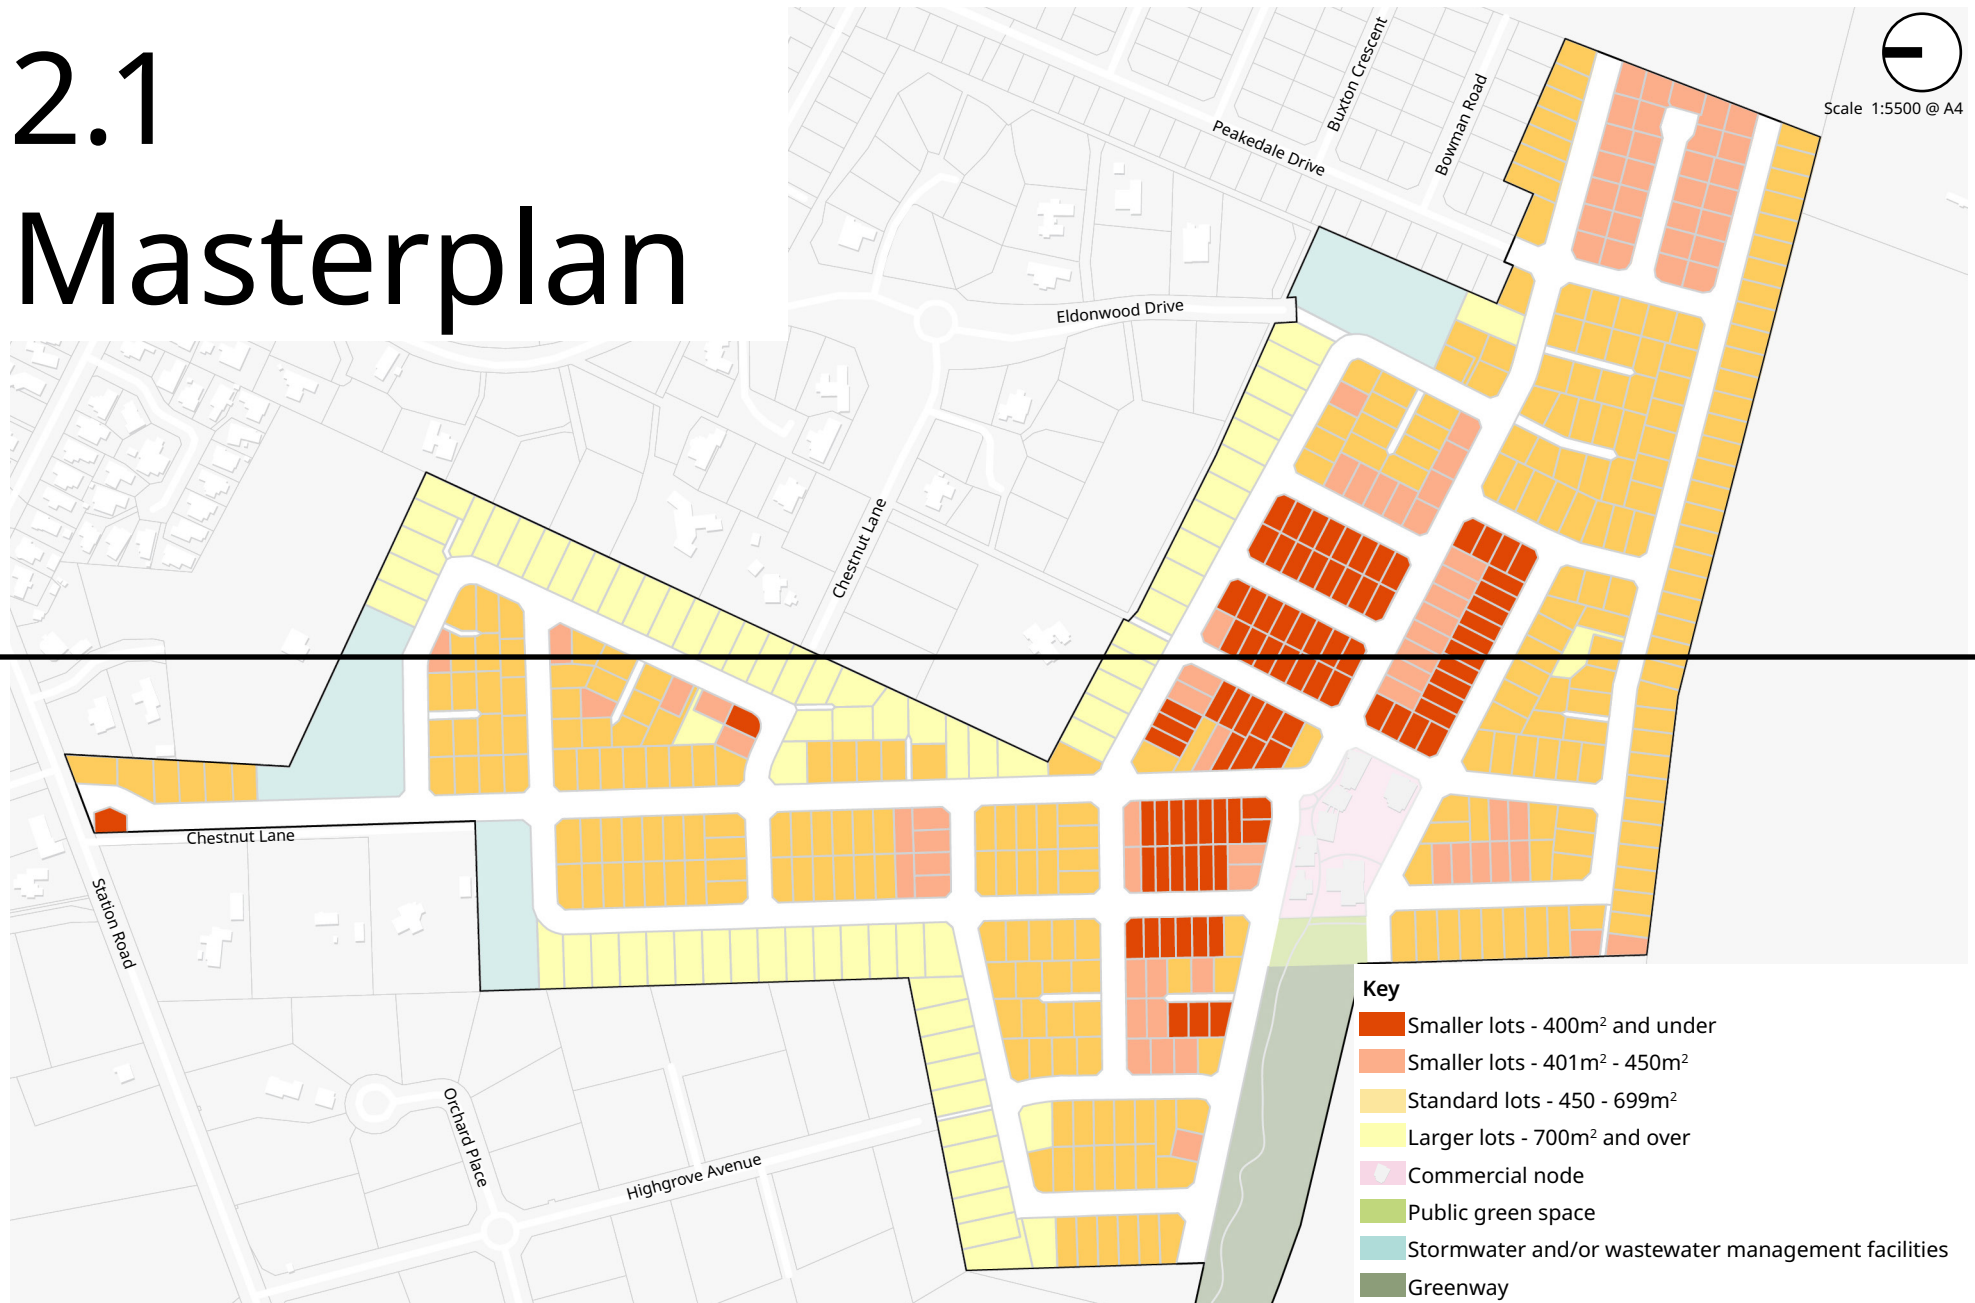 2.1
Masterplan
Scale 1:5500 @ A4
Buxton Crescent
Bowman Road
Peakedale Drive
Eldonwood Drive
Chestnut Lane
Chestnut Lane
Station Road
Orchard Place
Highgrove Avenue
Key
Smaller lots - 400m² and under
Smaller lots - 401m² - 450m²
Standard lots - 450 - 699m²
Larger lots - 700m² and over
Commercial node
Public green space
Stormwater and/or wastewater management facilities
Greenway